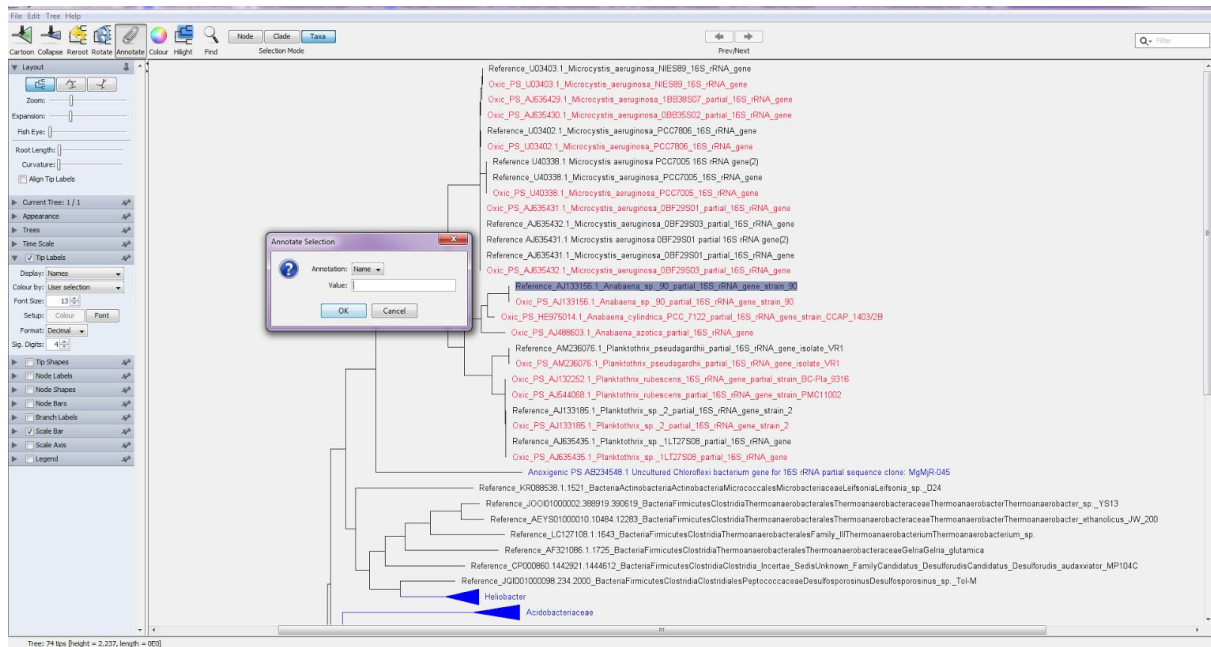 File Edit Tree Help
Cartoon Collapse Reroot Rotate Annotate Colour Hilight Find
Node Clade Taxa
Selection Mode
Prev/Next
Filter
Layout
Zoom:
Expansion:
Fish Eye:
Root Length:
Curvature:
Align Tip Labels
Current Tree: 1 / 1
Appearance
Trees
Time Scale
Tip Labels
Display: Names
Colour by: User selection
Font Size: 13
Setup: Colour Font
Format: Decimal
Sig. Digits: 4
Tip Shapes
Node Labels
Node Shapes
Node Bars
Branch Labels
Scale Bar
Scale Axis
Legend
Annotate Selection
Annotation: Name
Value:
OK Cancel
Reference_U03403.1_Microcystis_aeruginosa_NIES89_16S_rRNA_gene
Oxic_PS_U03403.1_Microcystis_aeruginosa_NIES89_16S_rRNA_gene
Oxic_PS_AJ635429.1_Microcystis_aeruginosa_1BB38S07_partial_16S_rRNA_gene
Oxic_PS_AJ635430.1_Microcystis_aeruginosa_0BB35S02_partial_16S_rRNA_gene
Reference_U03402.1_Microcystis_aeruginosa_PCC7806_16S_rRNA_gene
Oxic_PS_U03402.1_Microcystis_aeruginosa_PCC7806_16S_rRNA_gene
Reference U40338.1 Microcystis aeruginosa PCC7005 16S rRNA gene(2)
Reference_U40338.1_Microcystis_aeruginosa_PCC7005_16S_rRNA_gene
Oxic_PS_U40338.1_Microcystis_aeruginosa_PCC7005_16S_rRNA_gene
Oxic_PS_AJ635431.1_Microcystis_aeruginosa_0BF29S01_partial_16S_rRNA_gene
Reference_AJ635432.1_Microcystis_aeruginosa_0BF29S03_partial_16S_rRNA_gene
Reference AJ635431.1 Microcystis aeruginosa 0BF29S01 partial 16S rRNA gene(2)
Reference_AJ635431.1_Microcystis_aeruginosa_0BF29S01_partial_16S_rRNA_gene
Oxic_PS_AJ635432.1_Microcystis_aeruginosa_0BF29S03_partial_16S_rRNA_gene
Reference_AJ133156.1_Anabaena_sp._90_partial_16S_rRNA_gene_strain_90
Oxic_PS_AJ133156.1_Anabaena_sp._90_partial_16S_rRNA_gene_strain_90
Oxic_PS_HE975014.1_Anabaena_cylindrica_PCC_7122_partial_16S_rRNA_gene_strain_CCAP_1403/2B
Oxic_PS_AJ488603.1_Anabaena_azotica_partial_16S_rRNA_gene
Reference_AM236076.1_Planktothrix_pseudagardhii_partial_16S_rRNA_gene_isolate_VR1
Oxic_PS_AM236076.1_Planktothrix_pseudagardhii_partial_16S_rRNA_gene_isolate_VR1
Oxic_PS_AJ132252.1_Planktothrix_rubescens_16S_rRNA_gene_partial_strain_BC-Pla_9316
Oxic_PS_AJ544068.1_Planktothrix_rubescens_partial_16S_rRNA_gene_strain_PMC11002
Reference_AJ133185.1_Planktothrix_sp._2_partial_16S_rRNA_gene_strain_2
Oxic_PS_AJ133185.1_Planktothrix_sp._2_partial_16S_rRNA_gene_strain_2
Reference_AJ635435.1_Planktothrix_sp._1LT27S08_partial_16S_rRNA_gene
Oxic_PS_AJ635435.1_Planktothrix_sp._1LT27S08_partial_16S_rRNA_gene
Anoxigenic PS AB234548.1 Uncultured Chloroflexi bacterium gene for 16S rRNA partial sequence clone: MgMjR-045
Reference_KR088538.1.1521_BacteriaActinobacteriaActinobacteriaMicrococcalesMicrobacteriaceaeLeifsoniaLeifsonia_sp._D24
Reference_JOOI01000002.388919.390619_BacteriaFirmicutesClostridiaThermoanaerobacteralesThermoanaerobacteraceaeThermoanaerobacterThermoanaerobacter_sp._YS13
Reference_AEYS01000010.10484.12283_BacteriaFirmicutesClostridiaThermoanaerobacteralesThermoanaerobacteraceaeThermoanaerobacterThermoanaerobacter_ethanolicus_JW_200
Reference_LC127108.1.1643_BacteriaFirmicutesClostridiaThermoanaerobacteralesFamily_IIIThermoanaerobacteriumThermoanaerobacterium_sp.
Reference_AF321086.1.1725_BacteriaFirmicutesClostridiaThermoanaerobacteralesThermoanaerobacteraceaeGelriaGelria_glutamica
Reference_CP000860.1442921.1444612_BacteriaFirmicutesClostridiaClostridia_Incertae_SedisUnknown_FamilyCandidatus_DesulforudisCandidatus_Desulforudis_audaxviator_MP104C
Reference_JQID01000098.234.2000_BacteriaFirmicutesClostridiaClostridialesPeptococcaceaeDesulfosporosinusDesulfosporosinus_sp._Tol-M
Heliobacter
Acidobacteriaceae
Tree: 74 tips [height = 2.237, length = 0E0]